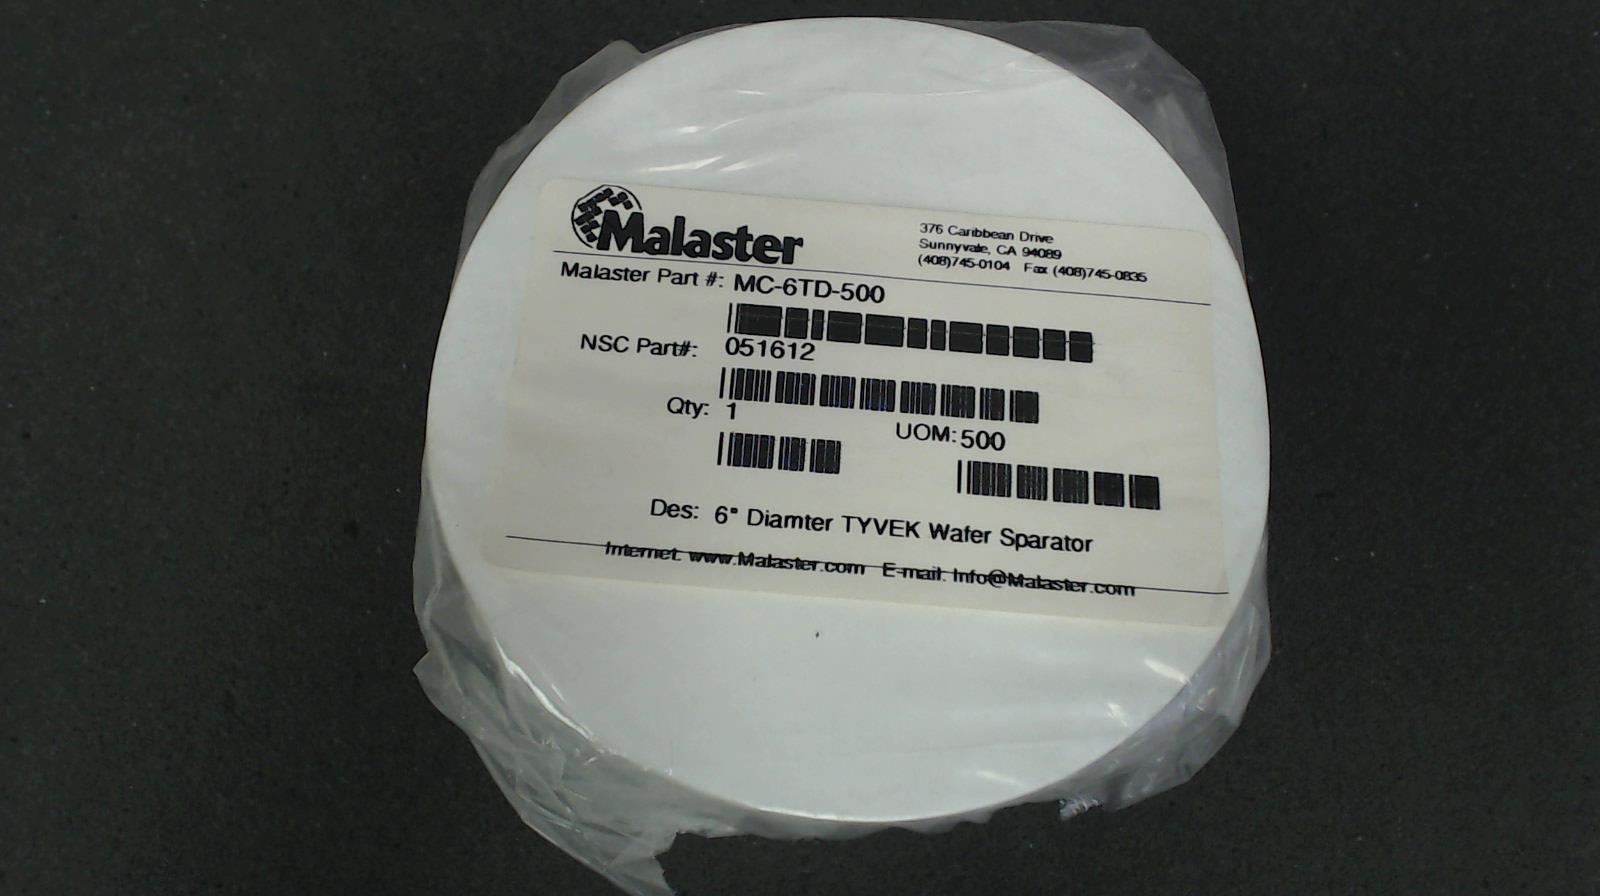 Malaster
376 Caribbean Drive
Sunnyvale, CA 94089
(408)745-0104 Fax (408)745-0835
Malaster Part #: MC-6TD-500
NSC Part#: 051612
Qty: 1
UOM: 500
Des: 6" Diamter TYVEK Wafer Sparator
Internet: www.Malaster.com E-mail: Info@Malaster.com